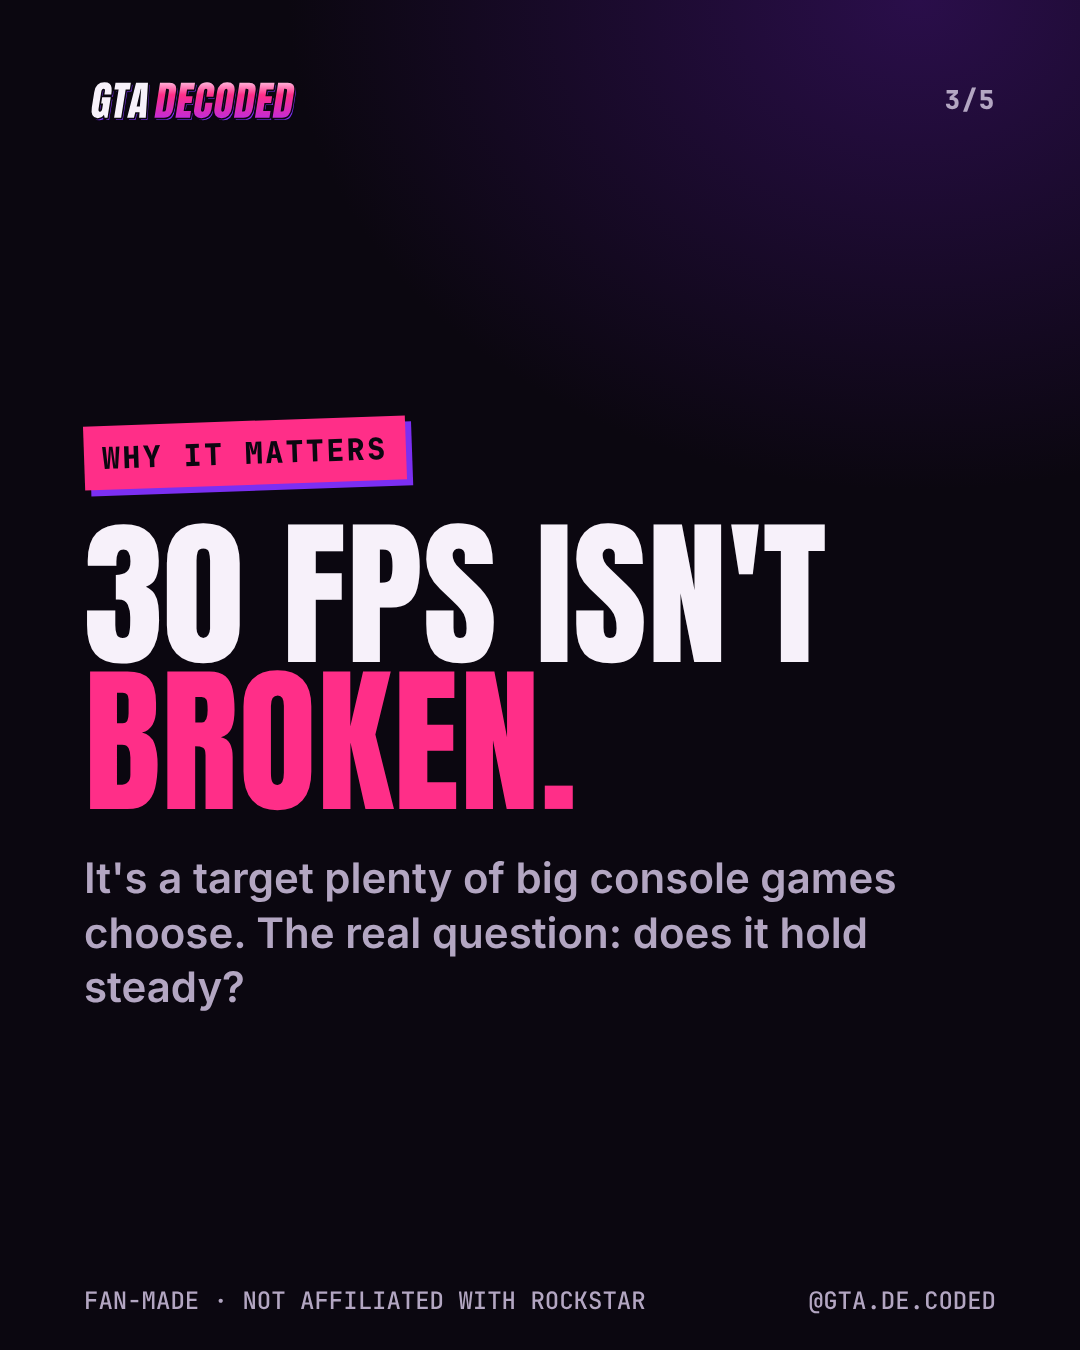 GTA DECODED
3/5
WHY IT MATTERS
30 FPS ISN'T
BROKEN.
It's a target plenty of big console games
choose. The real question: does it hold
steady?
FAN-MADE · NOT AFFILIATED WITH ROCKSTAR
@GTA.DE.CODED